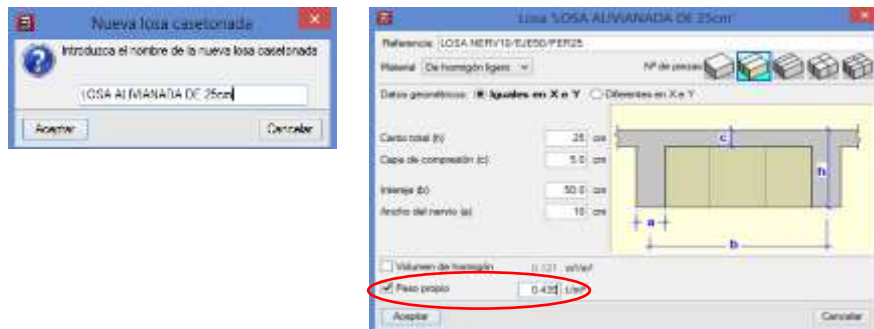 Nueva losa casetonada
Introduzca el nombre de la nueva losa casetonada
LOSA ALIVIANADA DE 25cm
Aceptar
Cancelar
Losa 'LOSA ALIVIANADA DE 25cm'
Referencia LOSA NERV10/EJE50/PER25
Material De hormigón ligero
Nº de piezas
Datos geométricos Iguales en X e Y Diferentes en X e Y
Canto total (h) 25 cm
Capa de compresión (c) 5.0 cm
Intereje (b) 50.0 cm
Ancho del nervio (a) 10 cm
c
h
a
b
Volumen de hormigón 0.121 m³/m²
Peso propio 0.435 t/m²
Aceptar
Cancelar